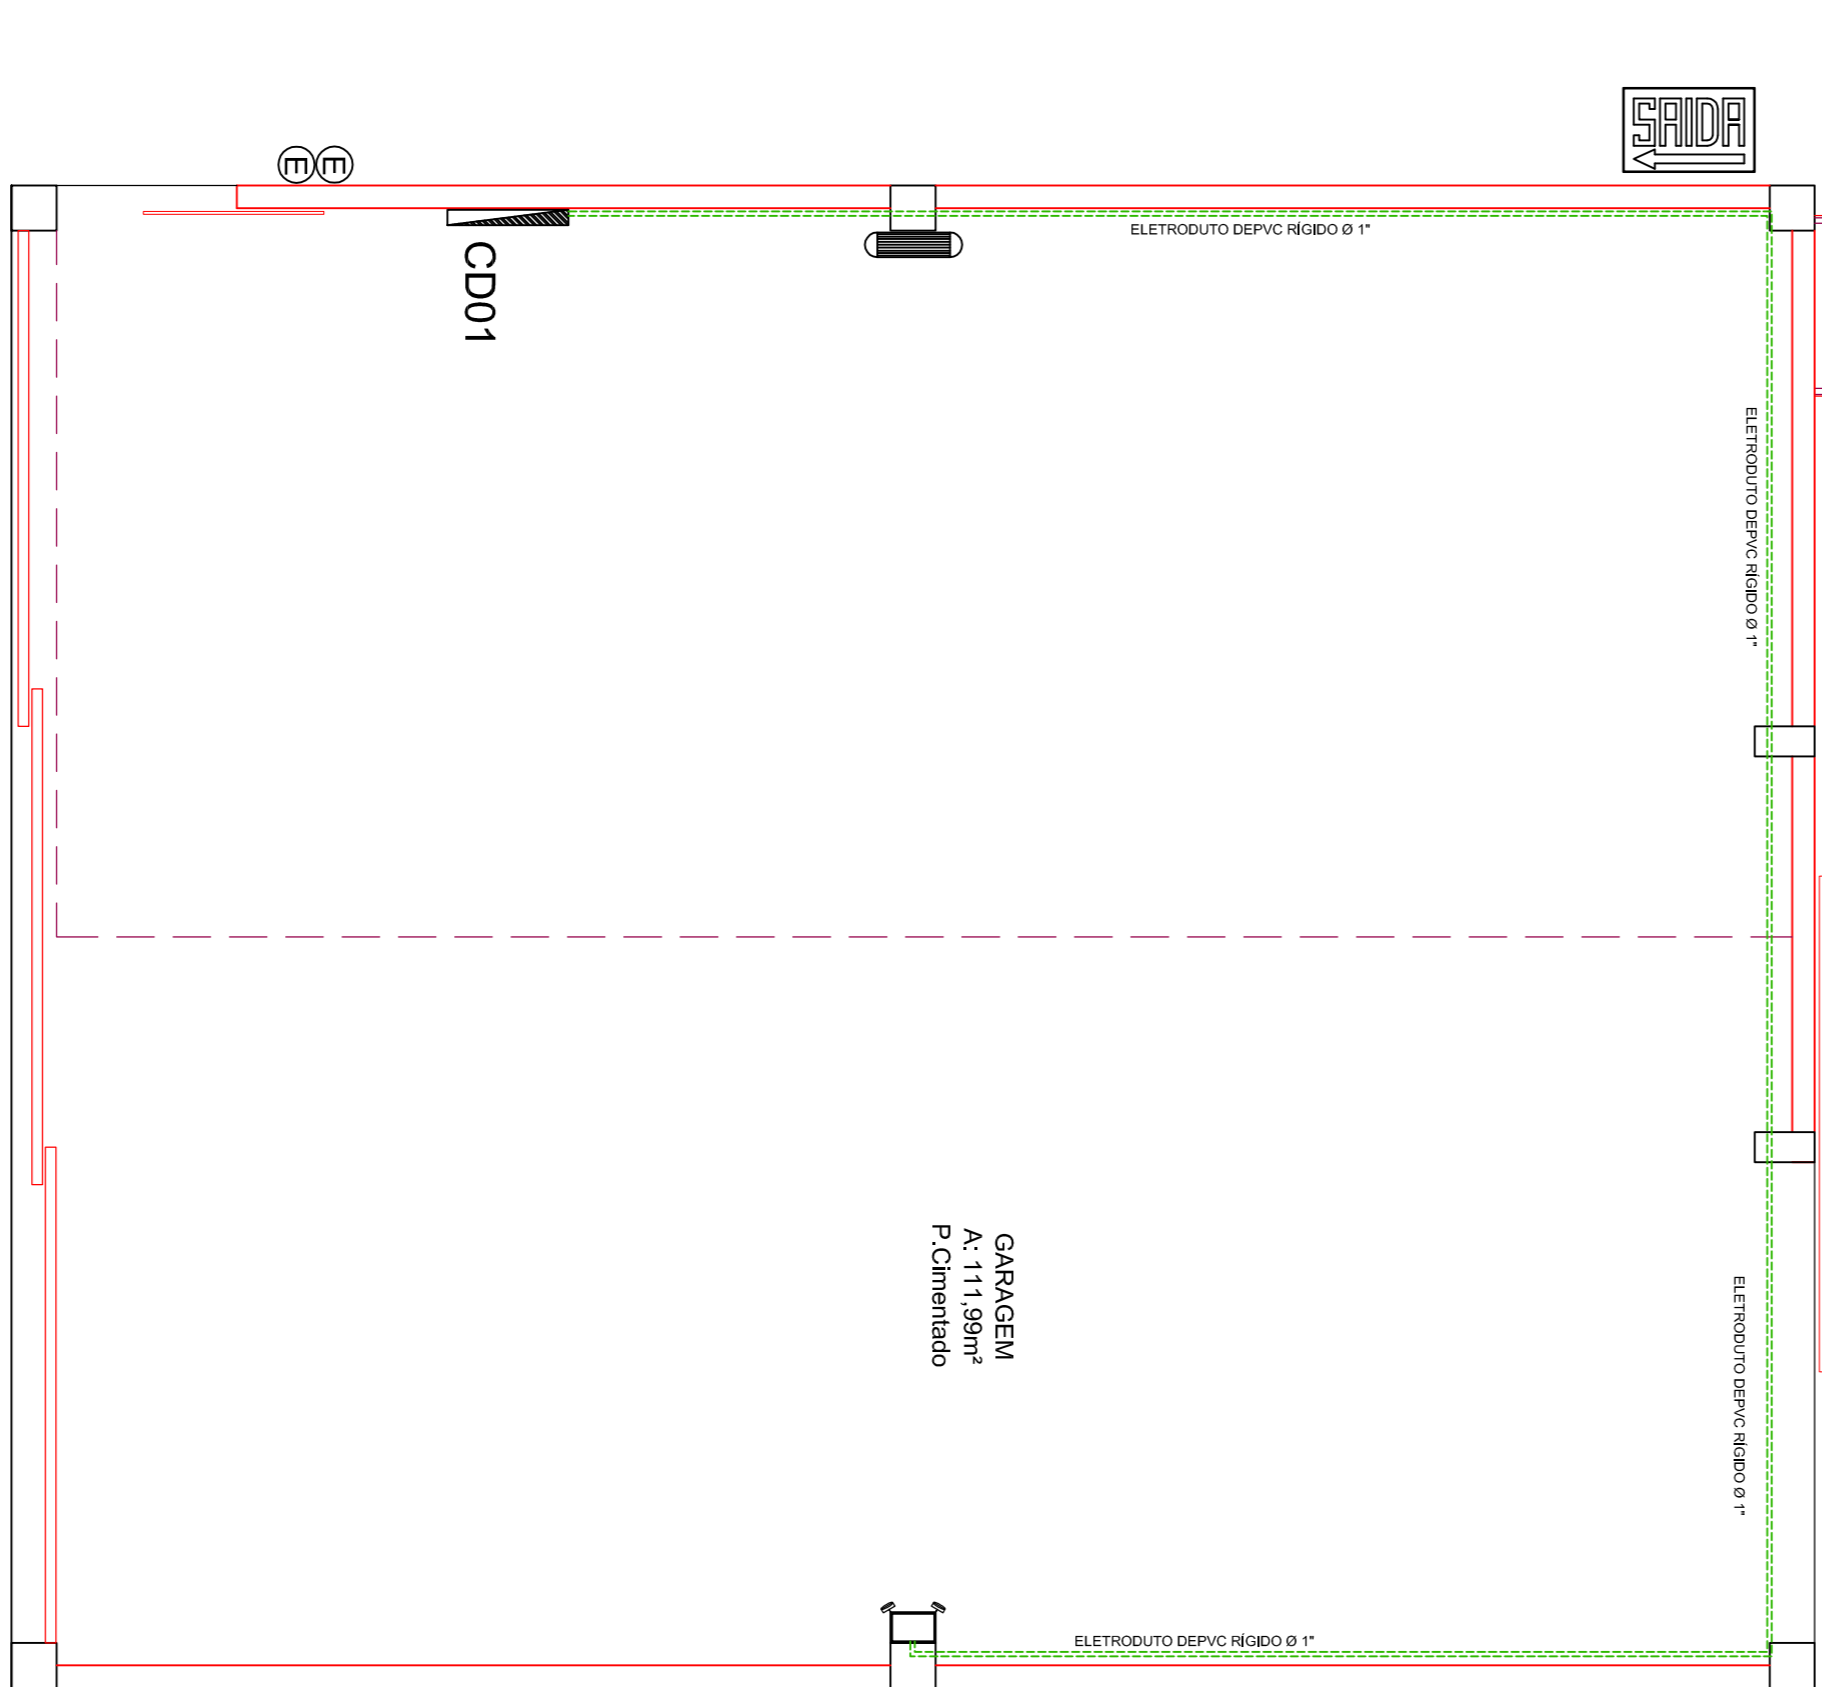 SAIDA
E
E
ELETRODUTO DEPVC RÍGIDO Ø 1"
CD01
ELETRODUTO DEPVC RÍGIDO Ø 1"
GARAGEM
A: 111,99m²
P.Cimentado
ELETRODUTO DEPVC RÍGIDO Ø 1"
ELETRODUTO DEPVC RÍGIDO Ø 1"